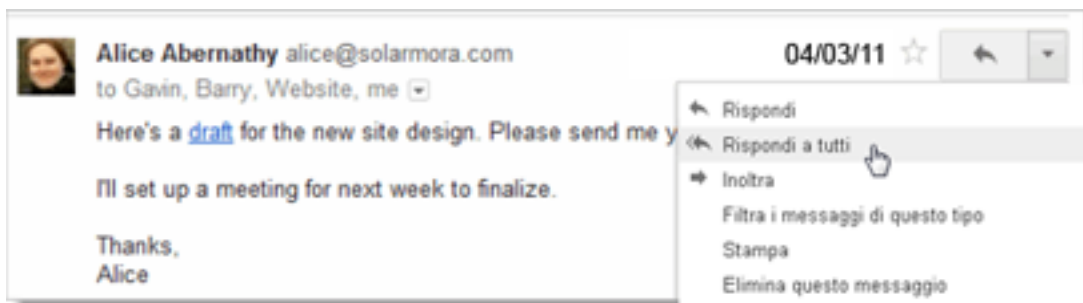 Alice Abernathy alice@solarmora.com 04/03/11
to Gavin, Barry, Website, me
Here's a draft for the new site design. Please send me y
I'll set up a meeting for next week to finalize.
Thanks,
Alice
Rispondi
Rispondi a tutti
Inoltra
Filtra i messaggi di questo tipo
Stampa
Elimina questo messaggio